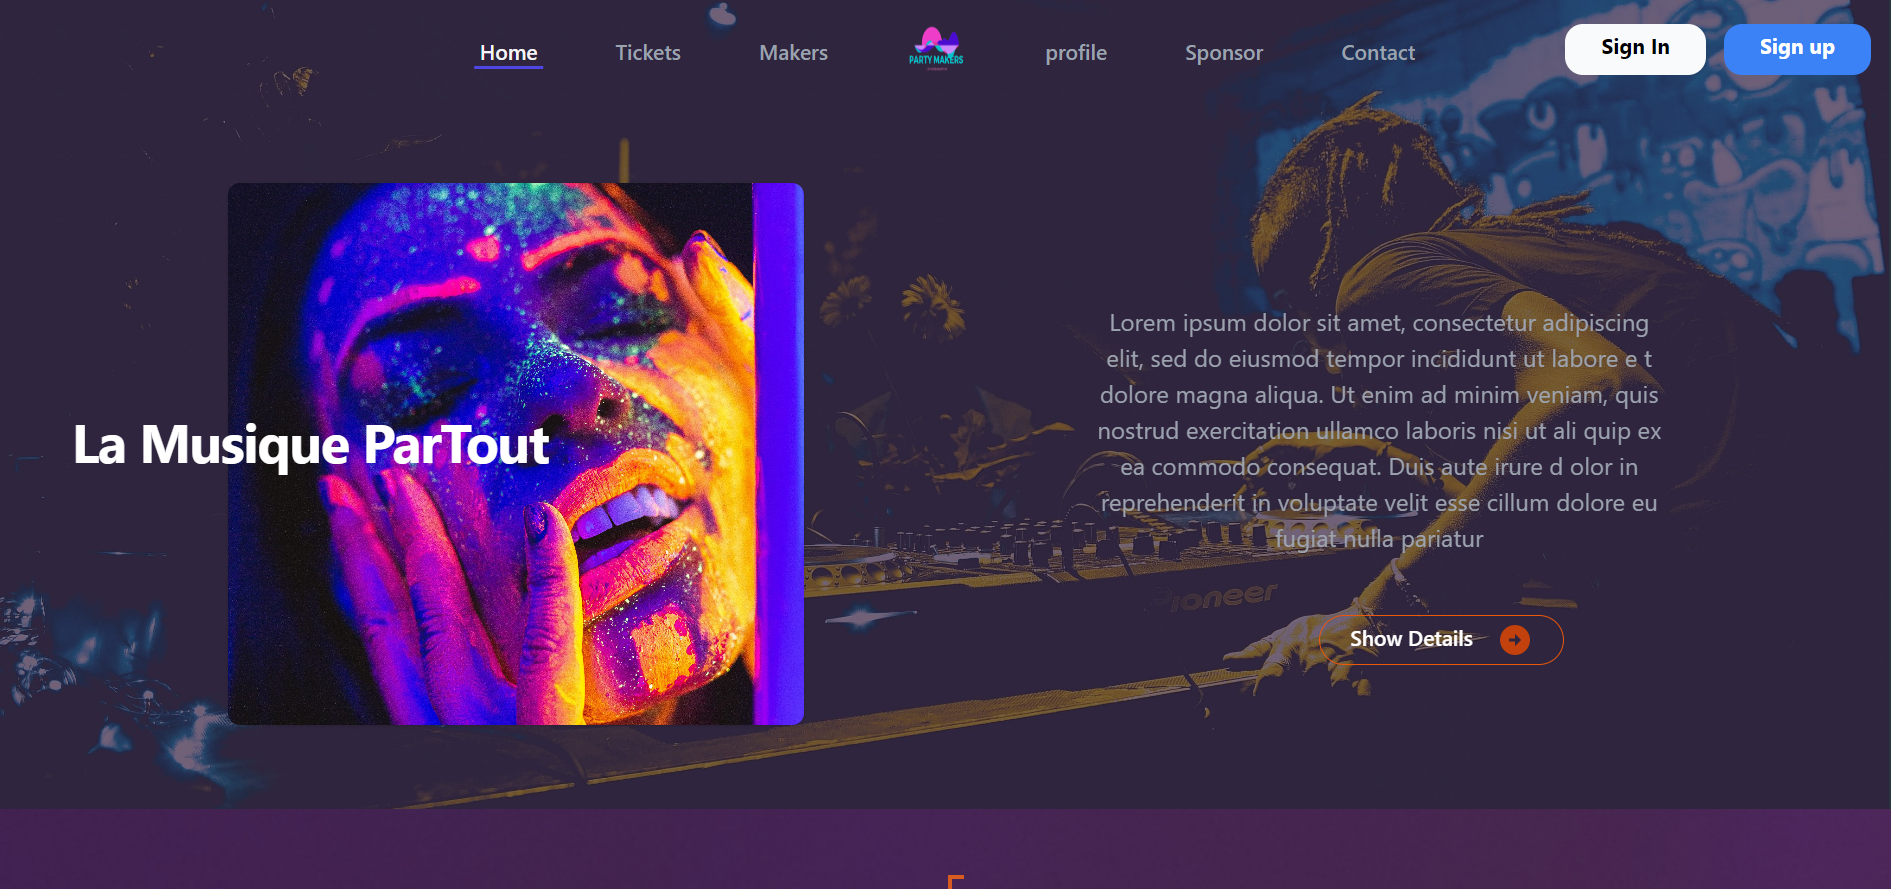 Home
Tickets
Makers
PARTY MAKERS
profile
Sponsor
Contact
Sign In
Sign up
La Musique ParTout
Lorem ipsum dolor sit amet, consectetur adipiscing
elit, sed do eiusmod tempor incididunt ut labore e t
dolore magna aliqua. Ut enim ad minim veniam, quis
nostrud exercitation ullamco laboris nisi ut ali quip ex
ea commodo consequat. Duis aute irure d olor in
reprehenderit in voluptate velit esse cillum dolore eu
fugiat nulla pariatur
Pioneer
Show Details